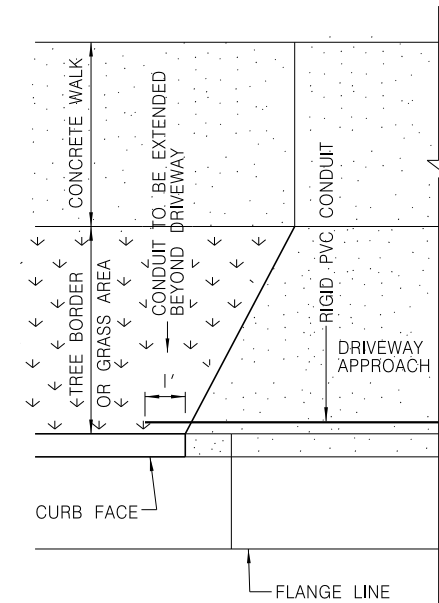 CONCRETE WALK
TREE BORDER
OR GRASS AREA
CONDUIT TO BE EXTENDED
BEYOND DRIVEWAY
1'
RIGID PVC CONDUIT
DRIVEWAY
APPROACH
CURB FACE
FLANGE LINE